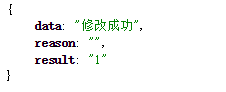 {
data: "修改成功",
reason: "",
result: "1"
}